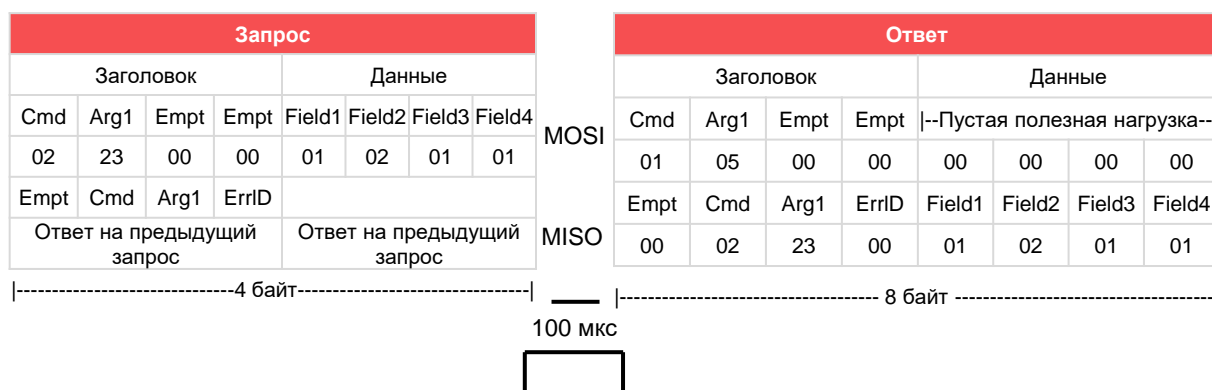 Запрос
Ответ
Заголовок Данные
Заголовок Данные
Cmd Arg1 Empt Empt Field1 Field2 Field3 Field4
MOSI
Cmd Arg1 Empt Empt |--Пустая полезная нагрузка--
02 23 00 00 01 02 01 01
01 05 00 00 00 00 00 00
Empt Cmd Arg1 ErrID
Empt Cmd Arg1 ErrID Field1 Field2 Field3 Field4
Ответ на предыдущий запрос
Ответ на предыдущий запрос
MISO
00 02 23 00 01 02 01 01
|-------------------------------4 байт---------------------------------|
|------------------------------------- 8 байт -------------------------------------
100 мкс